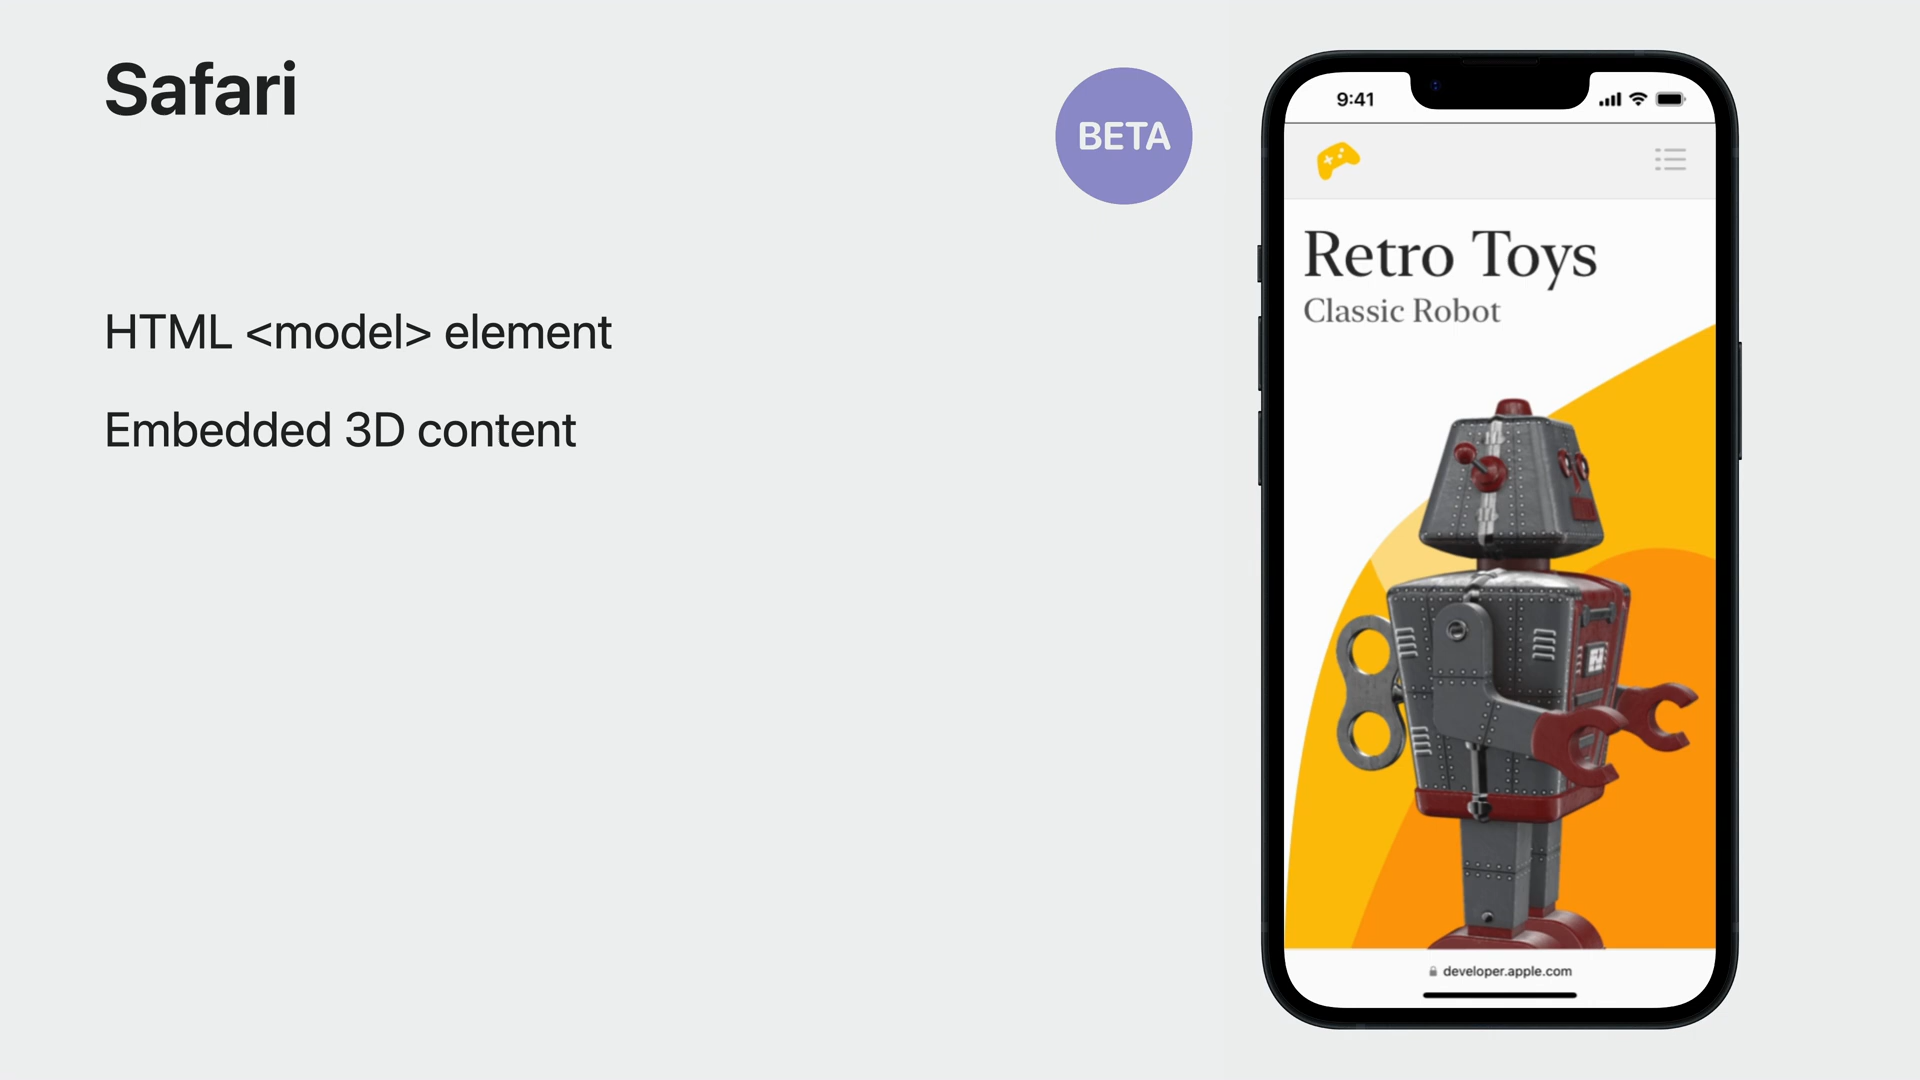 Safari
BETA
HTML <model> element
Embedded 3D content
9:41
Retro Toys
Classic Robot
developer.apple.com